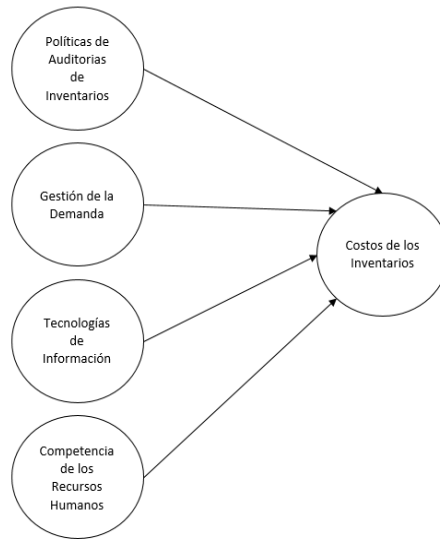 Políticas de
Auditorias
de
Inventarios
Gestión de la
Demanda
Costos de los
Inventarios
Tecnologías
de
Información
Competencia
de los
Recursos
Humanos